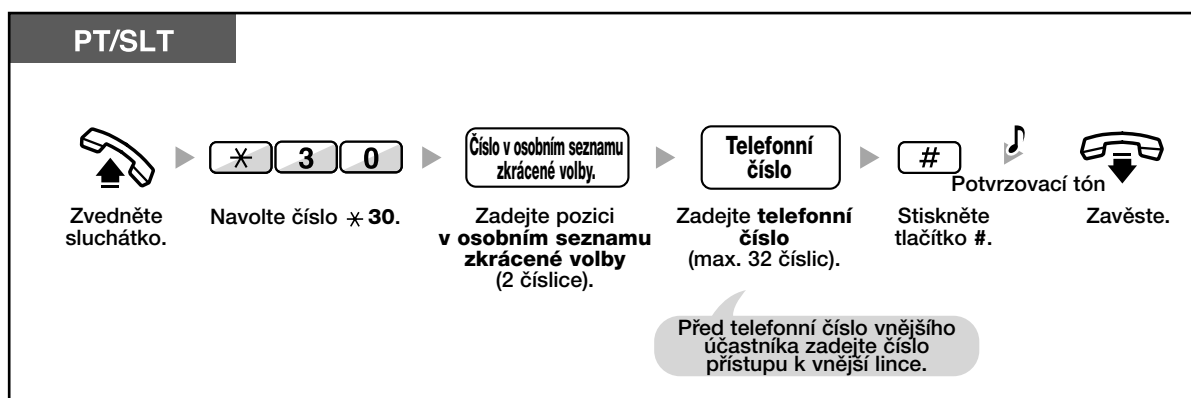 PT/SLT
Číslo v osobním seznamu
zkrácené volby.
Telefonní
číslo
✳ 3 0
#
Potvrzovací tón
Zvedněte
sluchátko.
Navolte číslo ✳ 30.
Zadejte pozici
v osobním seznamu
zkrácené volby
(2 číslice).
Zadejte telefonní
číslo
(max. 32 číslic).
Stiskněte
tlačítko #.
Zavěste.
Před telefonní číslo vnějšího
účastníka zadejte číslo
přístupu k vnější lince.